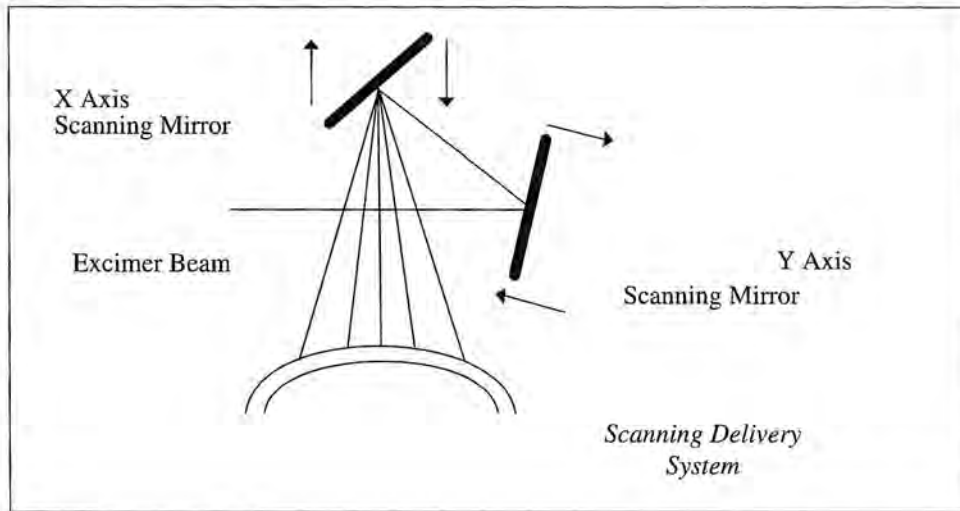 X Axis
Scanning Mirror
Excimer Beam
Y Axis
Scanning Mirror
Scanning Delivery
System